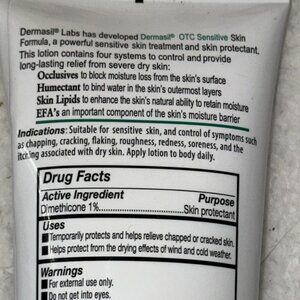 Dermasil® Labs has developed Dermasil® OTC Sensitive Skin
Formula, a powerful sensitive skin treatment and skin protectant.
This lotion contains four systems to control and provide
long-lasting relief from severe dry skin:
Occlusives to block moisture loss from the skin's surface
Humectant to bind water in the skin's outermost layers
Skin Lipids to enhance the skin's natural ability to retain moisture
EFA's an important component of the skin's moisture barrier
Indications: Suitable for sensitive skin, and control of symptoms such
as chapping, cracking, flaking, roughness, redness, soreness, and the
itching associated with dry skin. Apply lotion to body daily.
Drug Facts
Active Ingredient Purpose
Dimethicone 1%......................Skin protectant
Uses
■Temporarily protects and helps relieve chapped or cracked skin.
■Helps protect from the drying effects of wind and cold weather.
Warnings
■For external use only.
■Do not get into eyes.